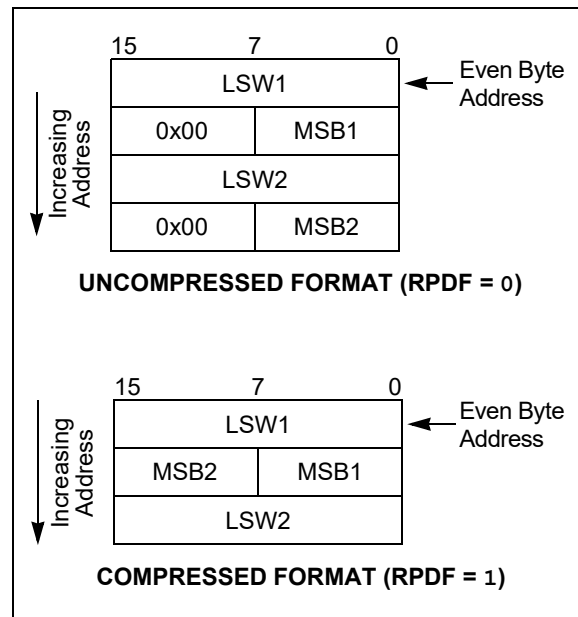 15 7 0
LSW1
Even Byte
Address
0x00 MSB1
LSW2
0x00 MSB2
Increasing
Address
UNCOMPRESSED FORMAT (RPDF = 0)
15 7 0
LSW1
Even Byte
Address
MSB2 MSB1
LSW2
Increasing
Address
COMPRESSED FORMAT (RPDF = 1)